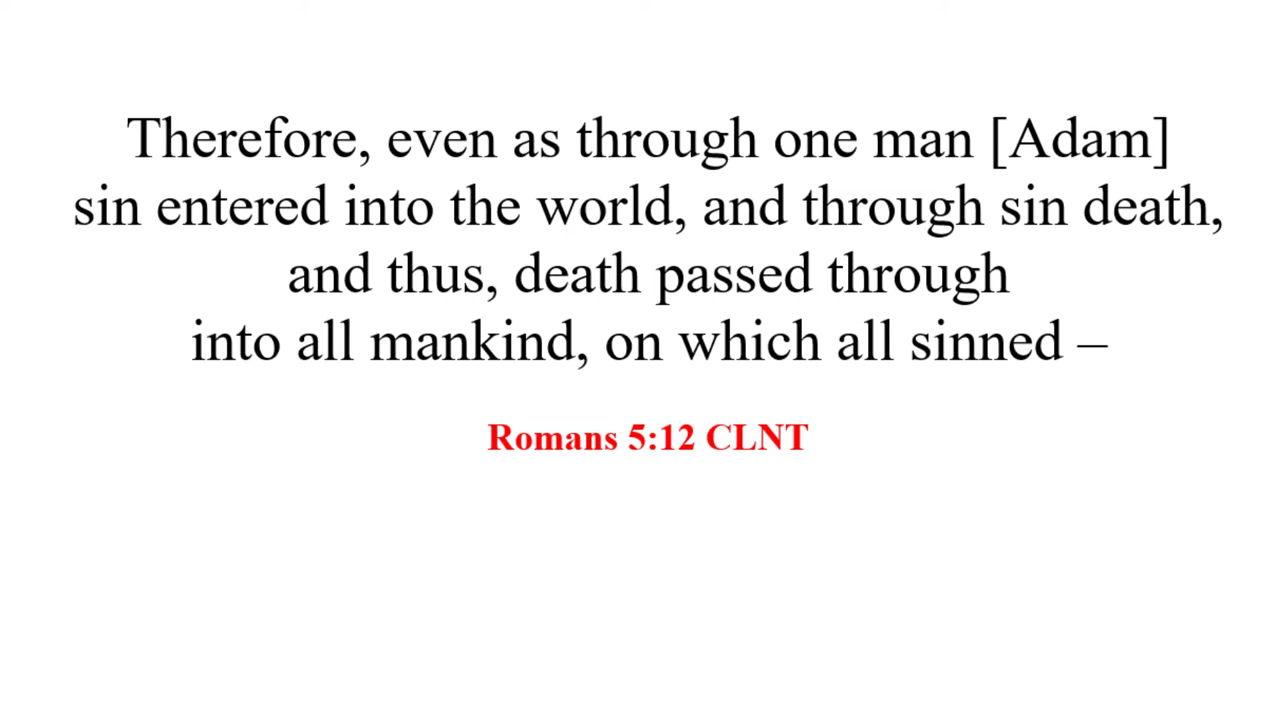 Therefore, even as through one man [Adam]
sin entered into the world, and through sin death,
and thus, death passed through
into all mankind, on which all sinned –
Romans 5:12 CLNT